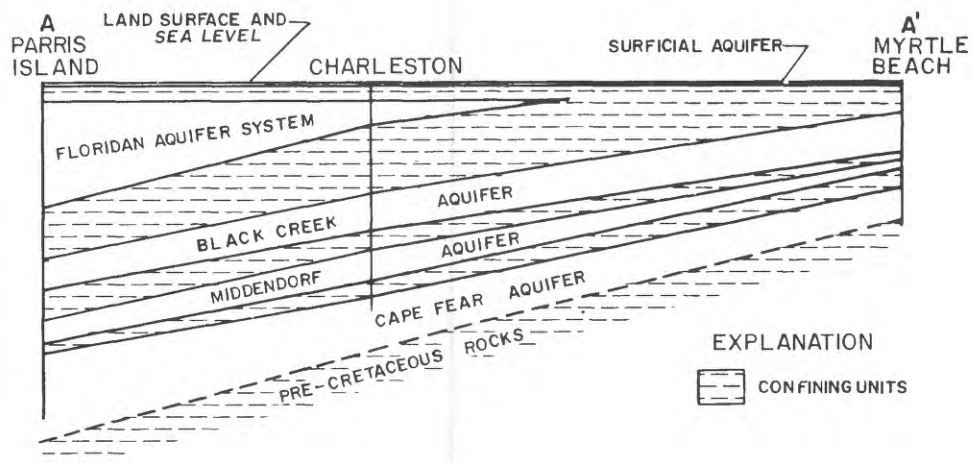 A
PARRIS
ISLAND
LAND SURFACE AND
SEA LEVEL
CHARLESTON
SURFICIAL AQUIFER
A'
MYRTLE
BEACH
FLORIDAN AQUIFER SYSTEM
BLACK CREEK AQUIFER
MIDDENDORF AQUIFER
CAPE FEAR AQUIFER
PRE-CRETACEOUS ROCKS
EXPLANATION
CONFINING UNITS